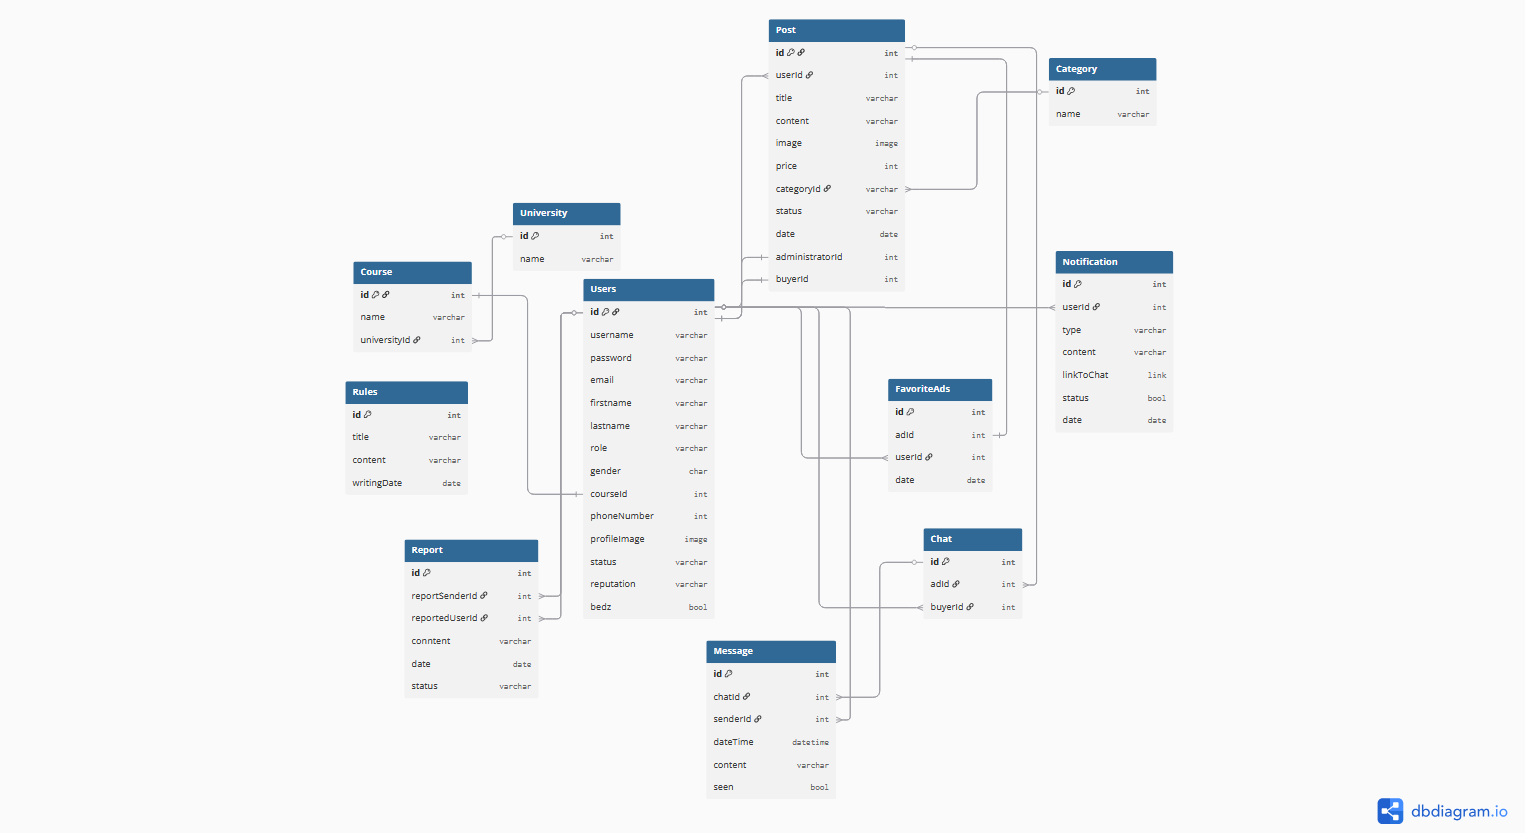 Post
id int
userId int
title varchar
content varchar
image image
price int
categoryId varchar
status varchar
date date
administratorId int
buyerId int
Category
id int
name varchar
University
id int
name varchar
Course
id int
name varchar
universityId int
Users
id int
username varchar
password varchar
email varchar
firstname varchar
lastname varchar
role varchar
gender char
courseId int
phoneNumber int
profileImage image
status varchar
reputation varchar
bedz bool
Notification
id int
userId int
type varchar
content varchar
linkToChat link
status bool
date date
Rules
id int
title varchar
content varchar
writingDate date
FavoriteAds
id int
adId int
userId int
date date
Report
id int
reportSenderId int
reportedUserId int
conntent varchar
date date
status varchar
Chat
id int
adId int
buyerId int
Message
id int
chatId int
senderId int
dateTime datetime
content varchar
seen bool
dbdiagram.io